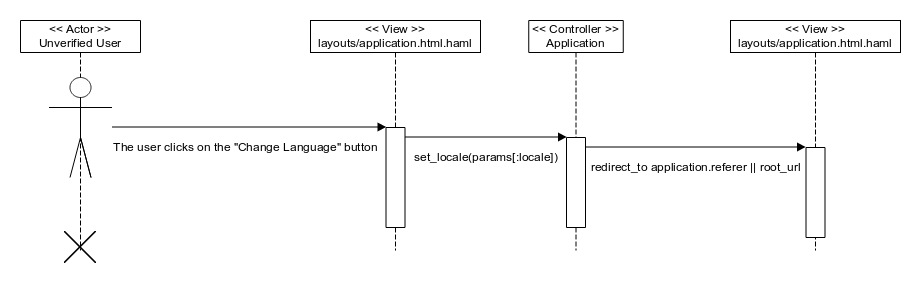 << Actor >>
Unverified User
<< View >>
layouts/application.html.haml
<< Controller >>
Application
<< View >>
layouts/application.html.haml
The user clicks on the "Change Language" button
set_locale(params[:locale])
redirect_to application.referer || root_url